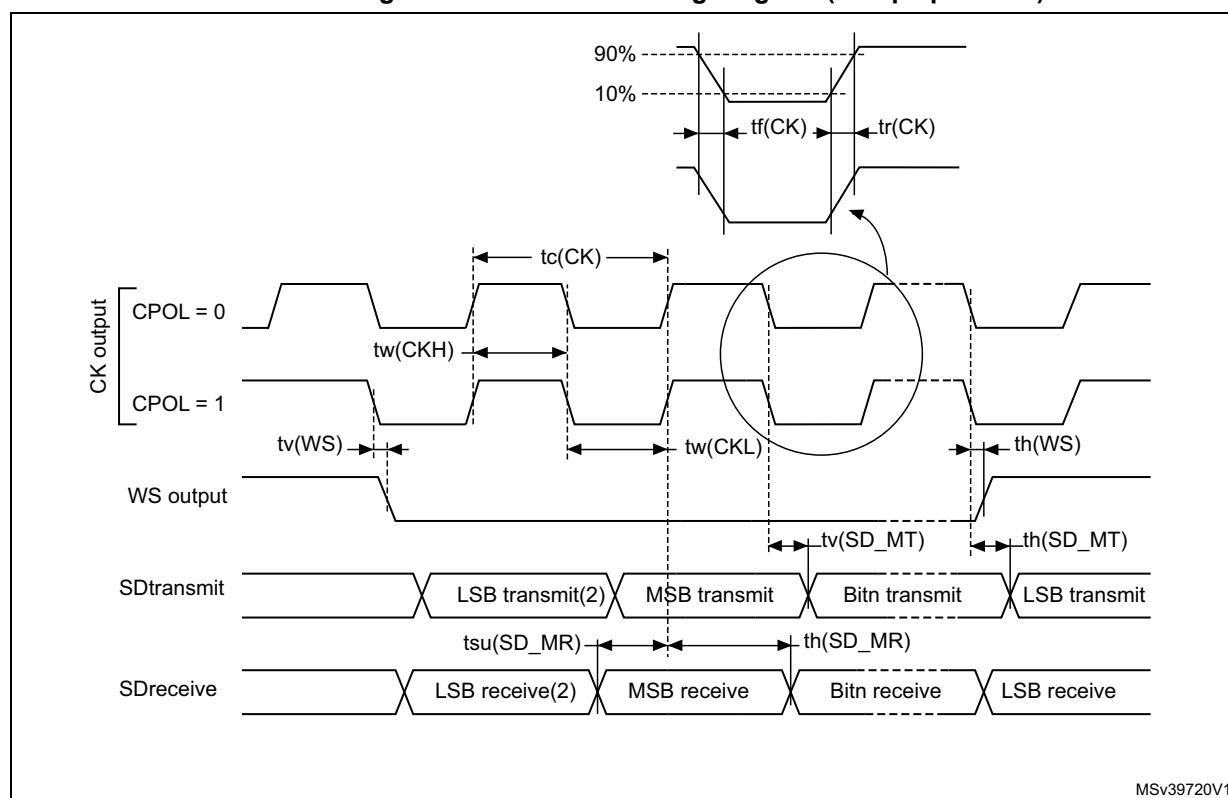 90%
10%
tf(CK)
tr(CK)
tc(CK)
CK output
CPOL = 0
tw(CKH)
CPOL = 1
tv(WS)
tw(CKL)
th(WS)
WS output
tv(SD_MT)
th(SD_MT)
SDtransmit
LSB transmit(2)
MSB transmit
Bitn transmit
LSB transmit
tsu(SD_MR)
th(SD_MR)
SDreceive
LSB receive(2)
MSB receive
Bitn receive
LSB receive
MSv39720V1